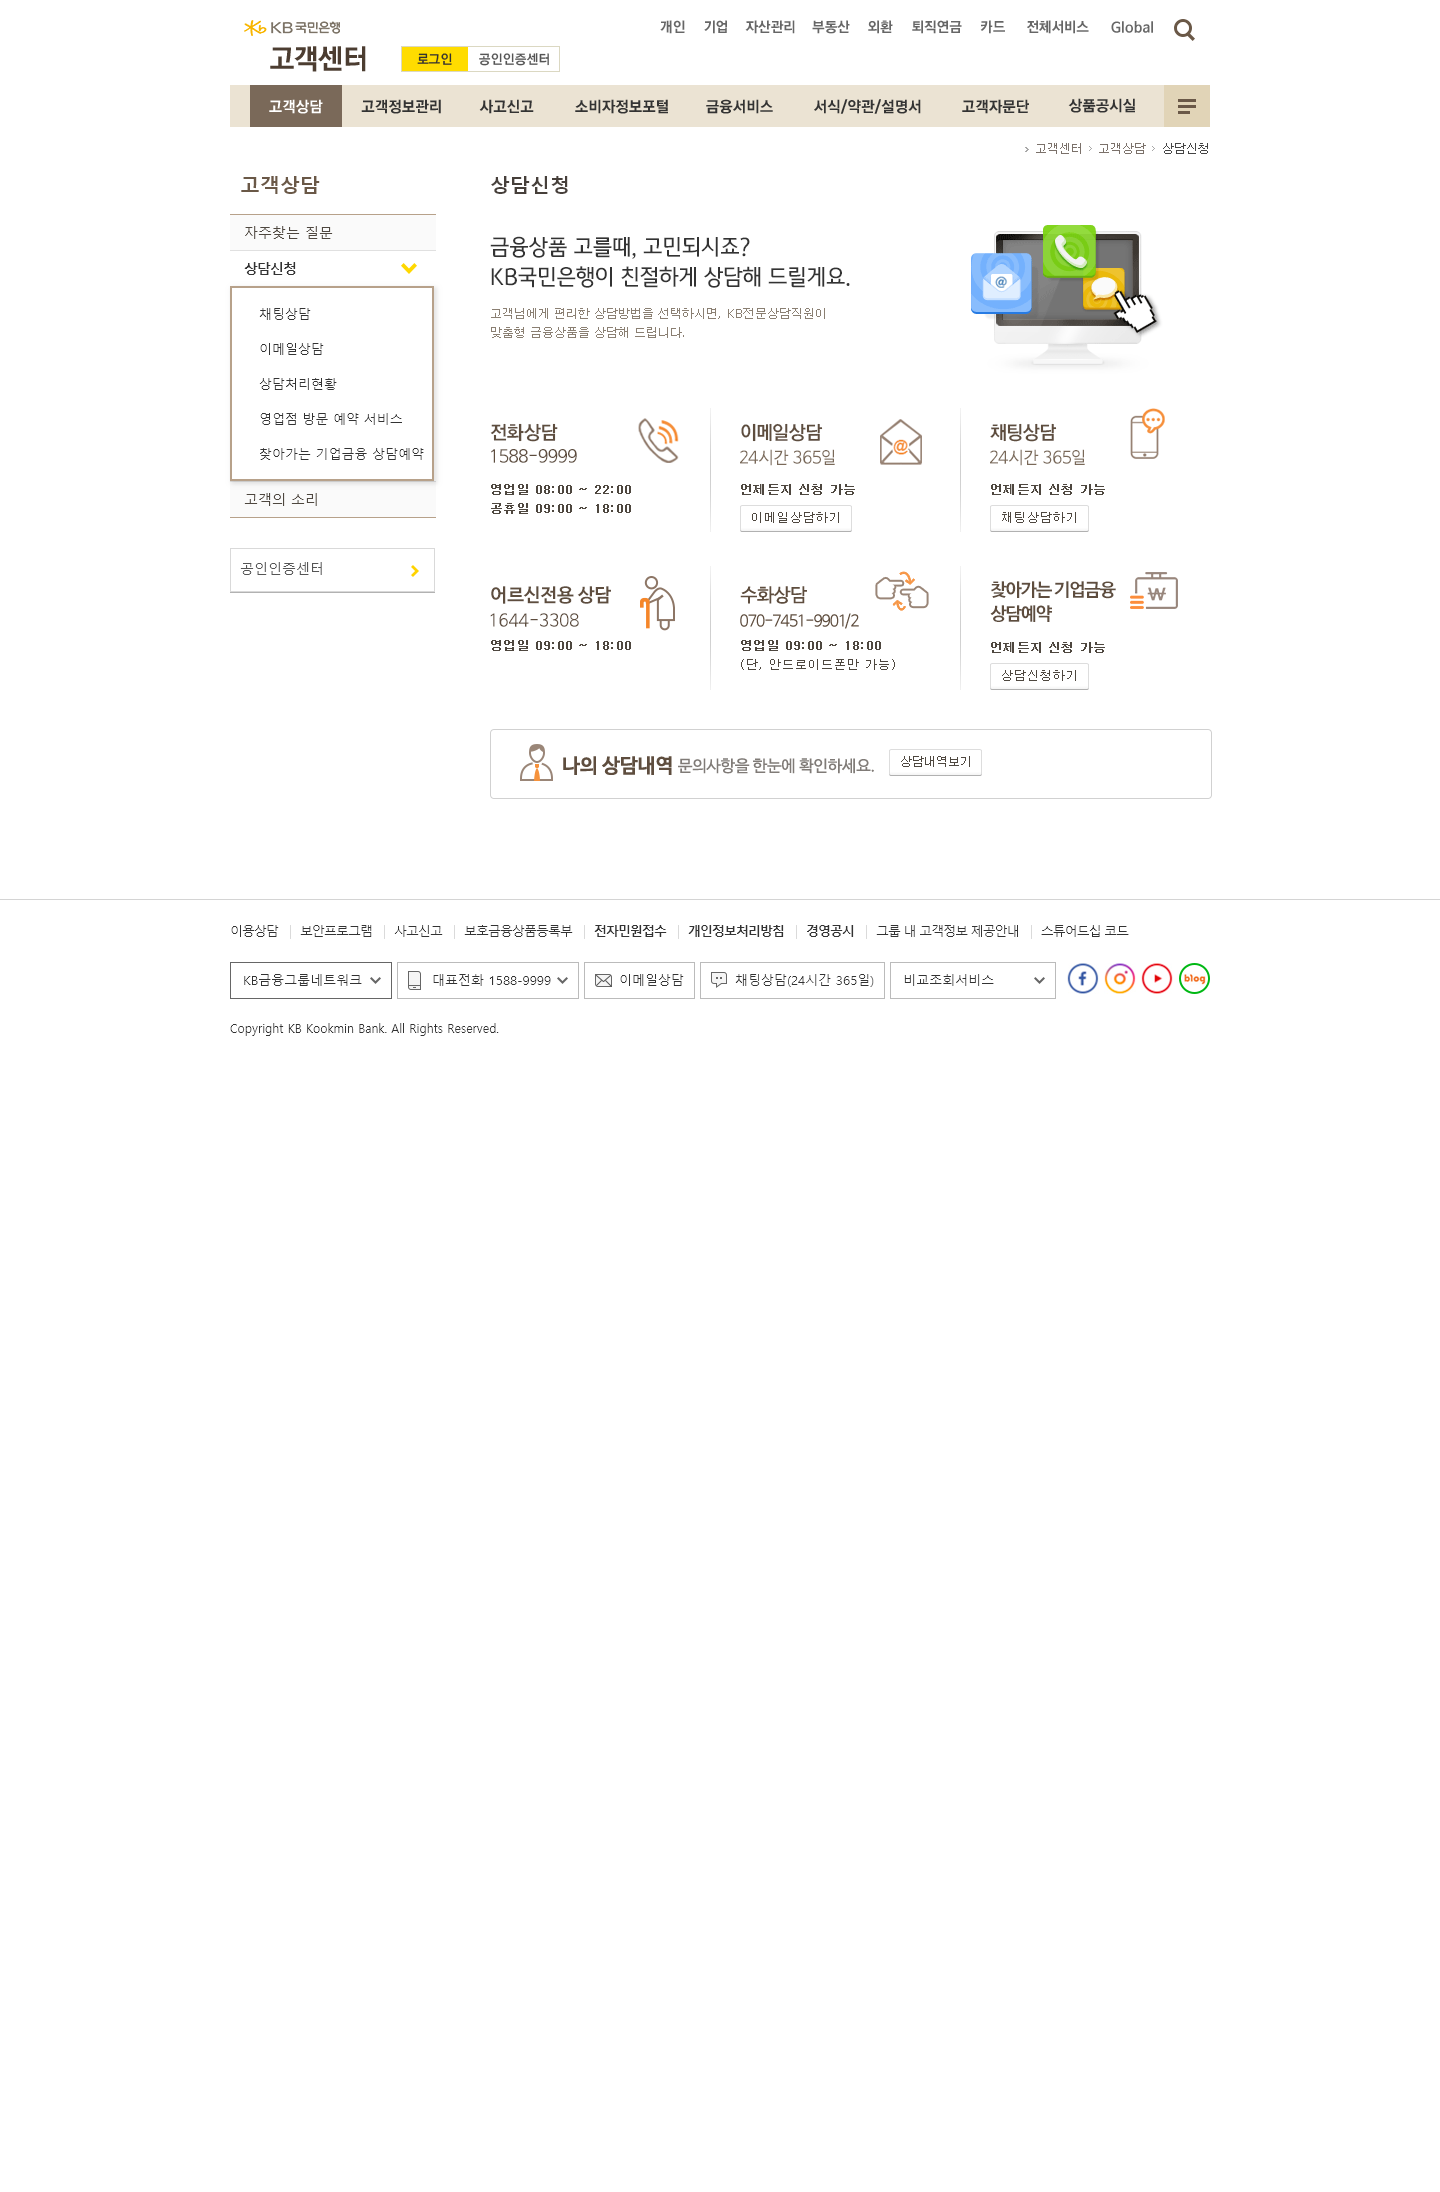 KB국민은행
개인 기업 자산관리 부동산 외환 퇴직연금 카드 전체서비스 Global
고객센터
로그인 공인인증센터
고객상담 고객정보관리 사고신고 소비자정보포털 금융서비스 서식/약관/설명서 고객자문단 상품공시실
> 고객센터 > 고객상담 > 상담신청
고객상담
자주찾는 질문
상담신청
채팅상담
이메일상담
상담처리현황
영업점 방문 예약 서비스
찾아가는 기업금융 상담예약
고객의 소리
공인인증센터
상담신청
금융상품 고를때, 고민되시죠?
KB국민은행이 친절하게 상담해 드릴게요.
고객님에게 편리한 상담방법을 선택하시면, KB전문상담직원이
맞춤형 금융상품을 상담해 드립니다.
@
전화상담
1588-9999
영업일 08:00 ~ 22:00
공휴일 09:00 ~ 18:00
이메일상담
24시간 365일
@
언제든지 신청 가능
이메일상담하기
채팅상담
24시간 365일
언제든지 신청 가능
채팅상담하기
어르신전용 상담
1644-3308
영업일 09:00 ~ 18:00
수화상담
070-7451-9901/2
영업일 09:00 ~ 18:00
(단, 안드로이드폰만 가능)
찾아가는 기업금융
상담예약
₩
언제든지 신청 가능
상담신청하기
나의 상담내역 문의사항을 한눈에 확인하세요. 상담내역보기
이용상담 보안프로그램 사고신고 보호금융상품등록부 전자민원접수 개인정보처리방침 경영공시 그룹 내 고객정보 제공안내 스튜어드십 코드
KB금융그룹네트워크 대표전화 1588-9999 이메일상담 채팅상담(24시간 365일) 비교조회서비스 f blog
Copyright KB Kookmin Bank. All Rights Reserved.